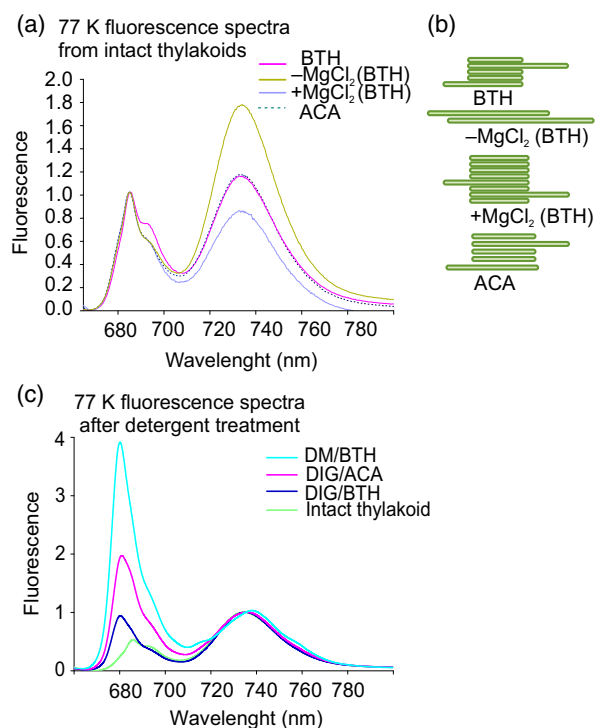 (a) 77 K fluorescence spectra
from intact thylakoids
BTH
–MgCl2 (BTH)
+MgCl2 (BTH)
ACA
2.0
1.8
1.6
1.4
1.2
1.0
0.8
0.6
0.4
0.2
0.0
Fluorescence
680 700 720 740 760 780
Wavelenght (nm)
(b)
BTH
–MgCl2 (BTH)
+MgCl2 (BTH)
ACA
(c) 77 K fluorescence spectra
after detergent treatment
DM/BTH
DIG/ACA
DIG/BTH
Intact thylakoid
4
3
2
1
0
Fluorescence
680 700 720 740 760 780
Wavelength (nm)